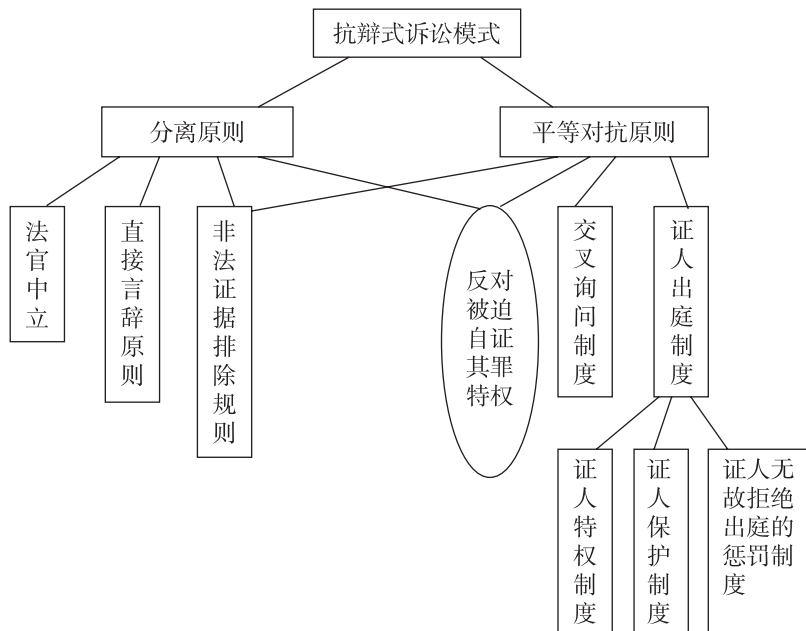 抗辩式诉讼模式
分离原则
平等对抗原则
法官中立
直接言辞原则
非法证据排除规则
反对
被迫
自证
其罪
特权
交叉询问制度
证人出庭制度
证人特权制度
证人保护制度
证人无
故拒绝
出庭的
惩罚制
度